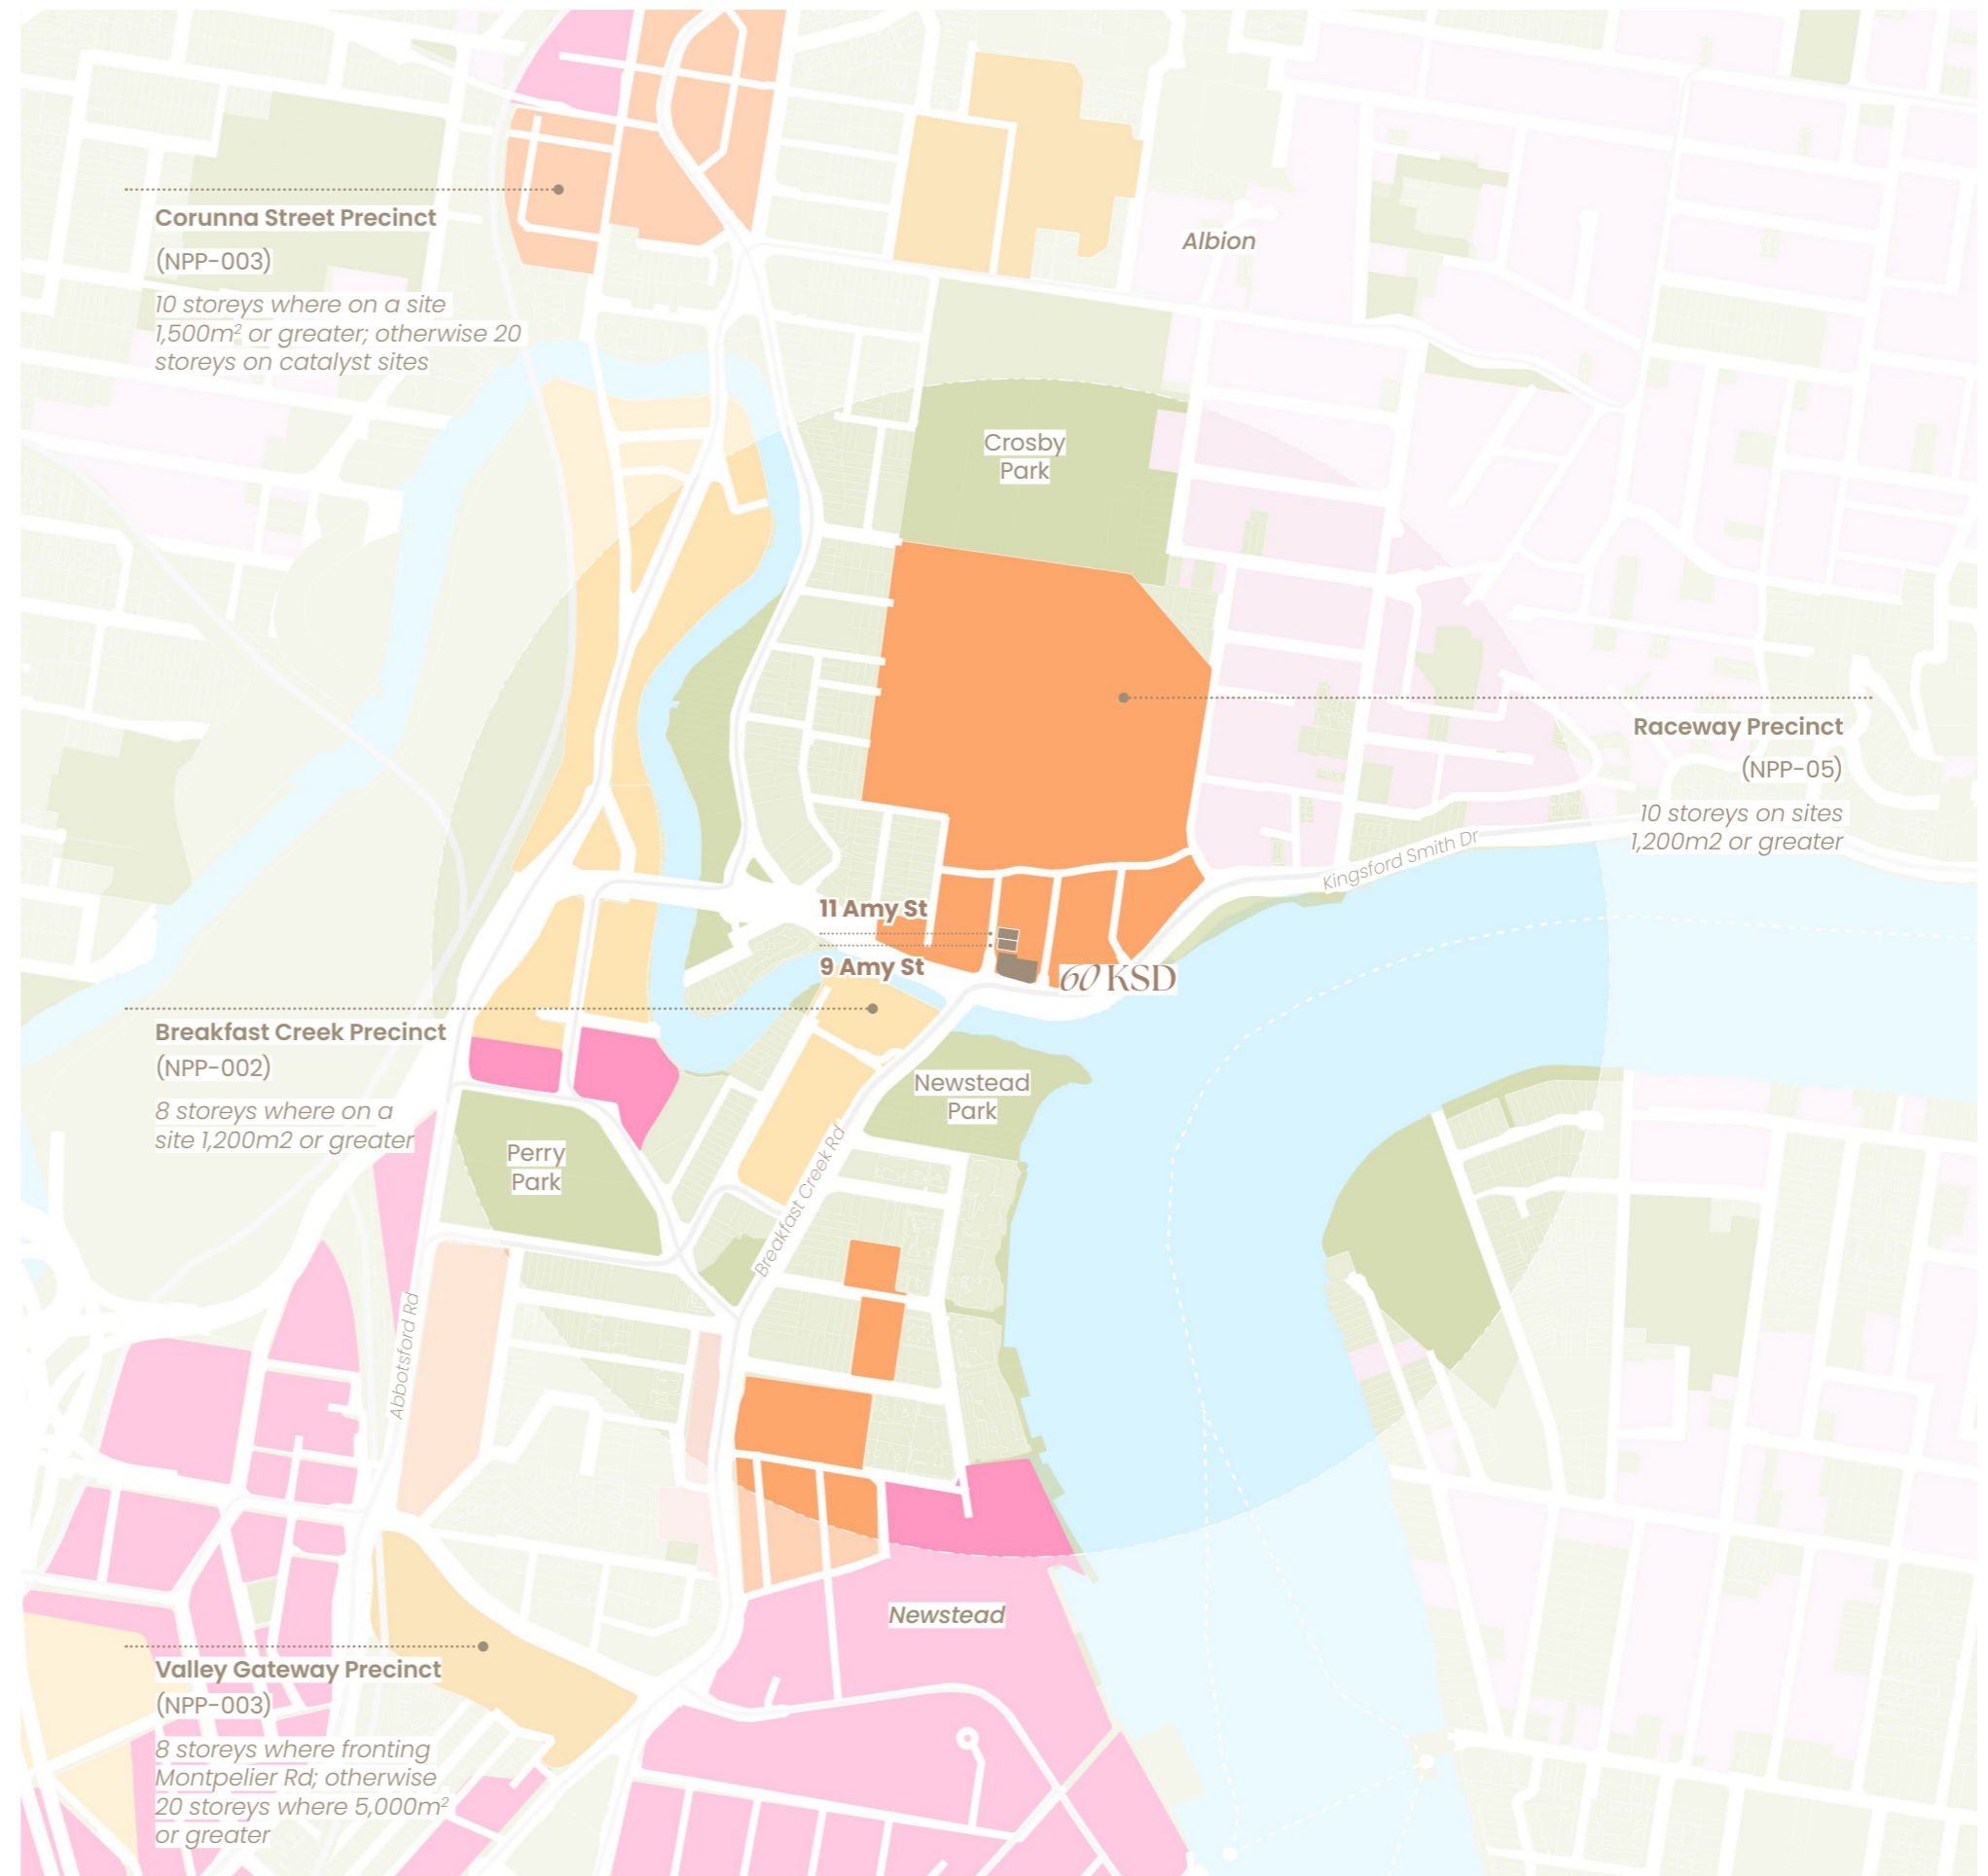 Corunna Street Precinct
(NPP-003)
10 storeys where on a site
1,500m² or greater; otherwise 20
storeys on catalyst sites
Albion
Crosby
Park
Raceway Precinct
(NPP-05)
10 storeys on sites
1,200m2 or greater
Kingsford Smith Dr
11 Amy St
9 Amy St
60 KSD
Breakfast Creek Precinct
(NPP-002)
8 storeys where on a
site 1,200m2 or greater
Newstead
Park
Perry
Park
Breakfast Creek Rd
Abbotsford Rd
Newstead
Valley Gateway Precinct
(NPP-003)
8 storeys where fronting
Montpelier Rd; otherwise
20 storeys where 5,000m²
or greater